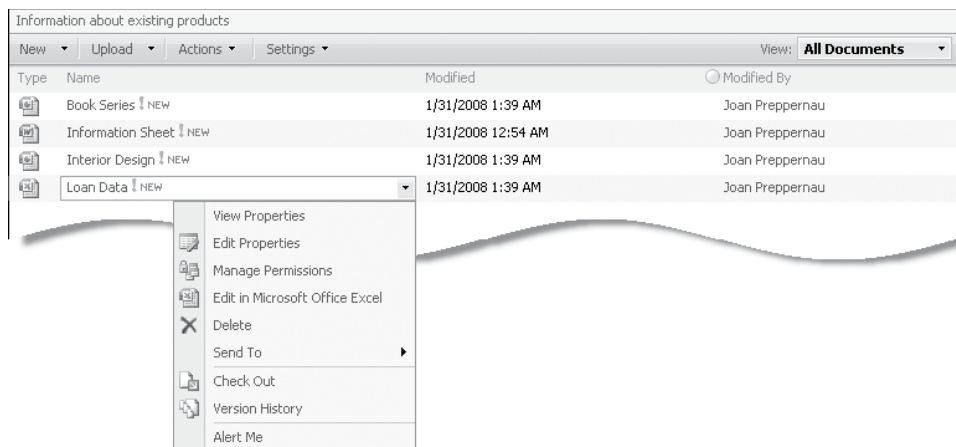 Information about existing products
New Upload Actions Settings View: All Documents
Type Name Modified Modified By
Book Series ! NEW 1/31/2008 1:39 AM Joan Preppernau
Information Sheet ! NEW 1/31/2008 12:54 AM Joan Preppernau
Interior Design ! NEW 1/31/2008 1:39 AM Joan Preppernau
Loan Data ! NEW 1/31/2008 1:39 AM Joan Preppernau
View Properties
Edit Properties
Manage Permissions
Edit in Microsoft Office Excel
Delete
Send To
Check Out
Version History
Alert Me